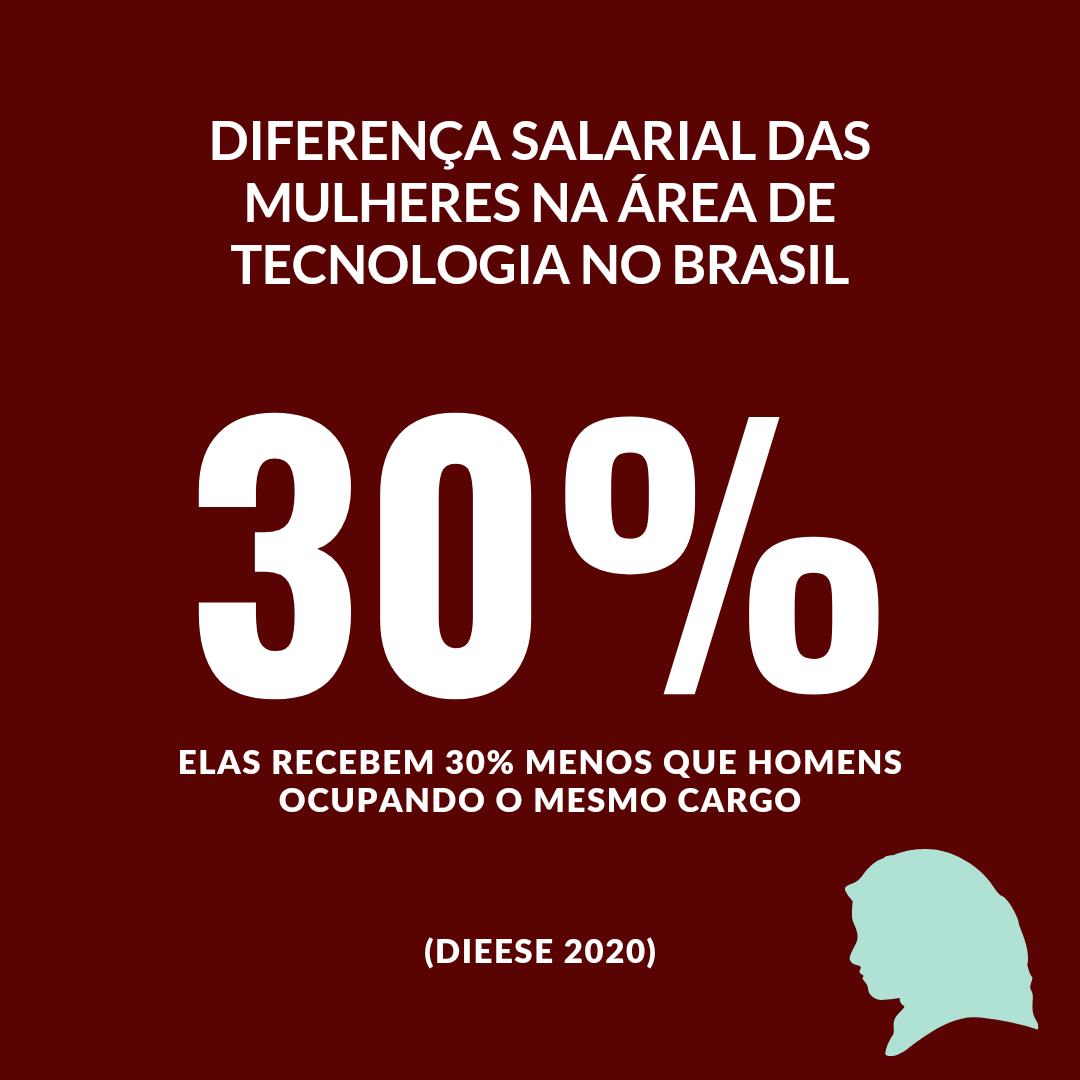 DIFERENÇA SALARIAL DAS
MULHERES NA ÁREA DE
TECNOLOGIA NO BRASIL
30%
ELAS RECEBEM 30% MENOS QUE HOMENS
OCUPANDO O MESMO CARGO
(DIEESE 2020)